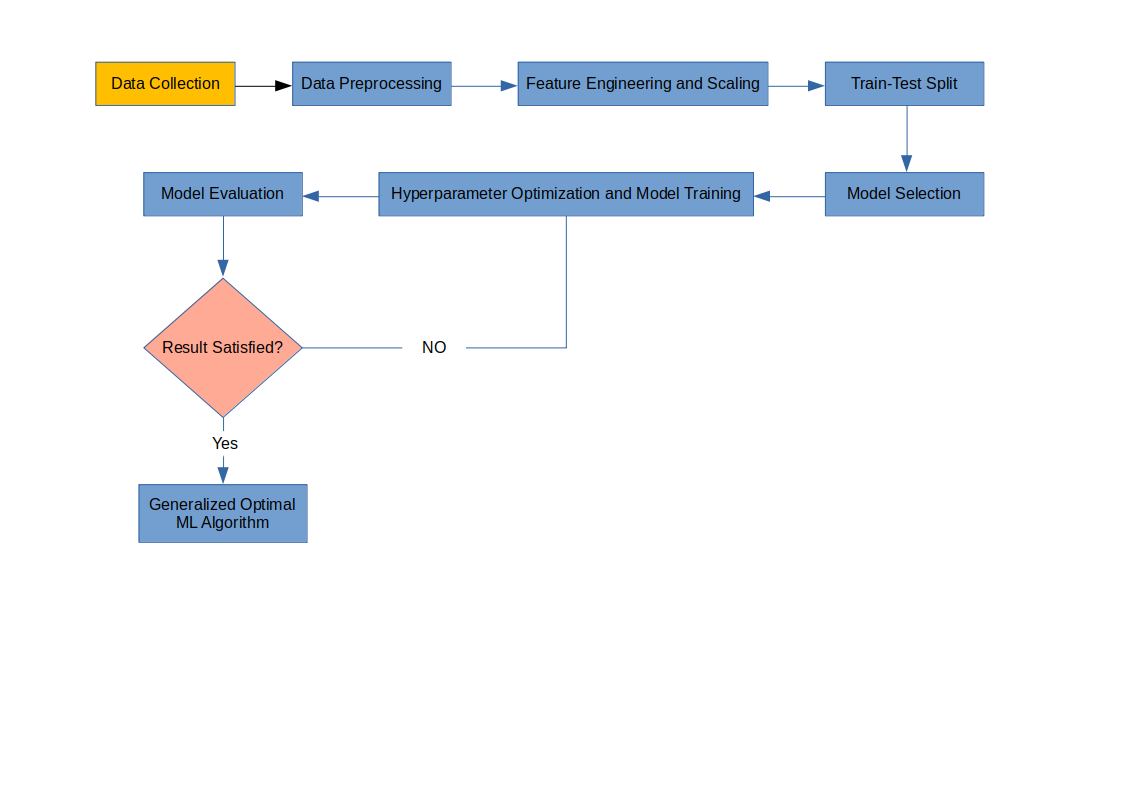 Data Collection
Data Preprocessing
Feature Engineering and Scaling
Train-Test Split
Model Selection
Hyperparameter Optimization and Model Training
Model Evaluation
Result Satisfied?
NO
Yes
Generalized Optimal
ML Algorithm